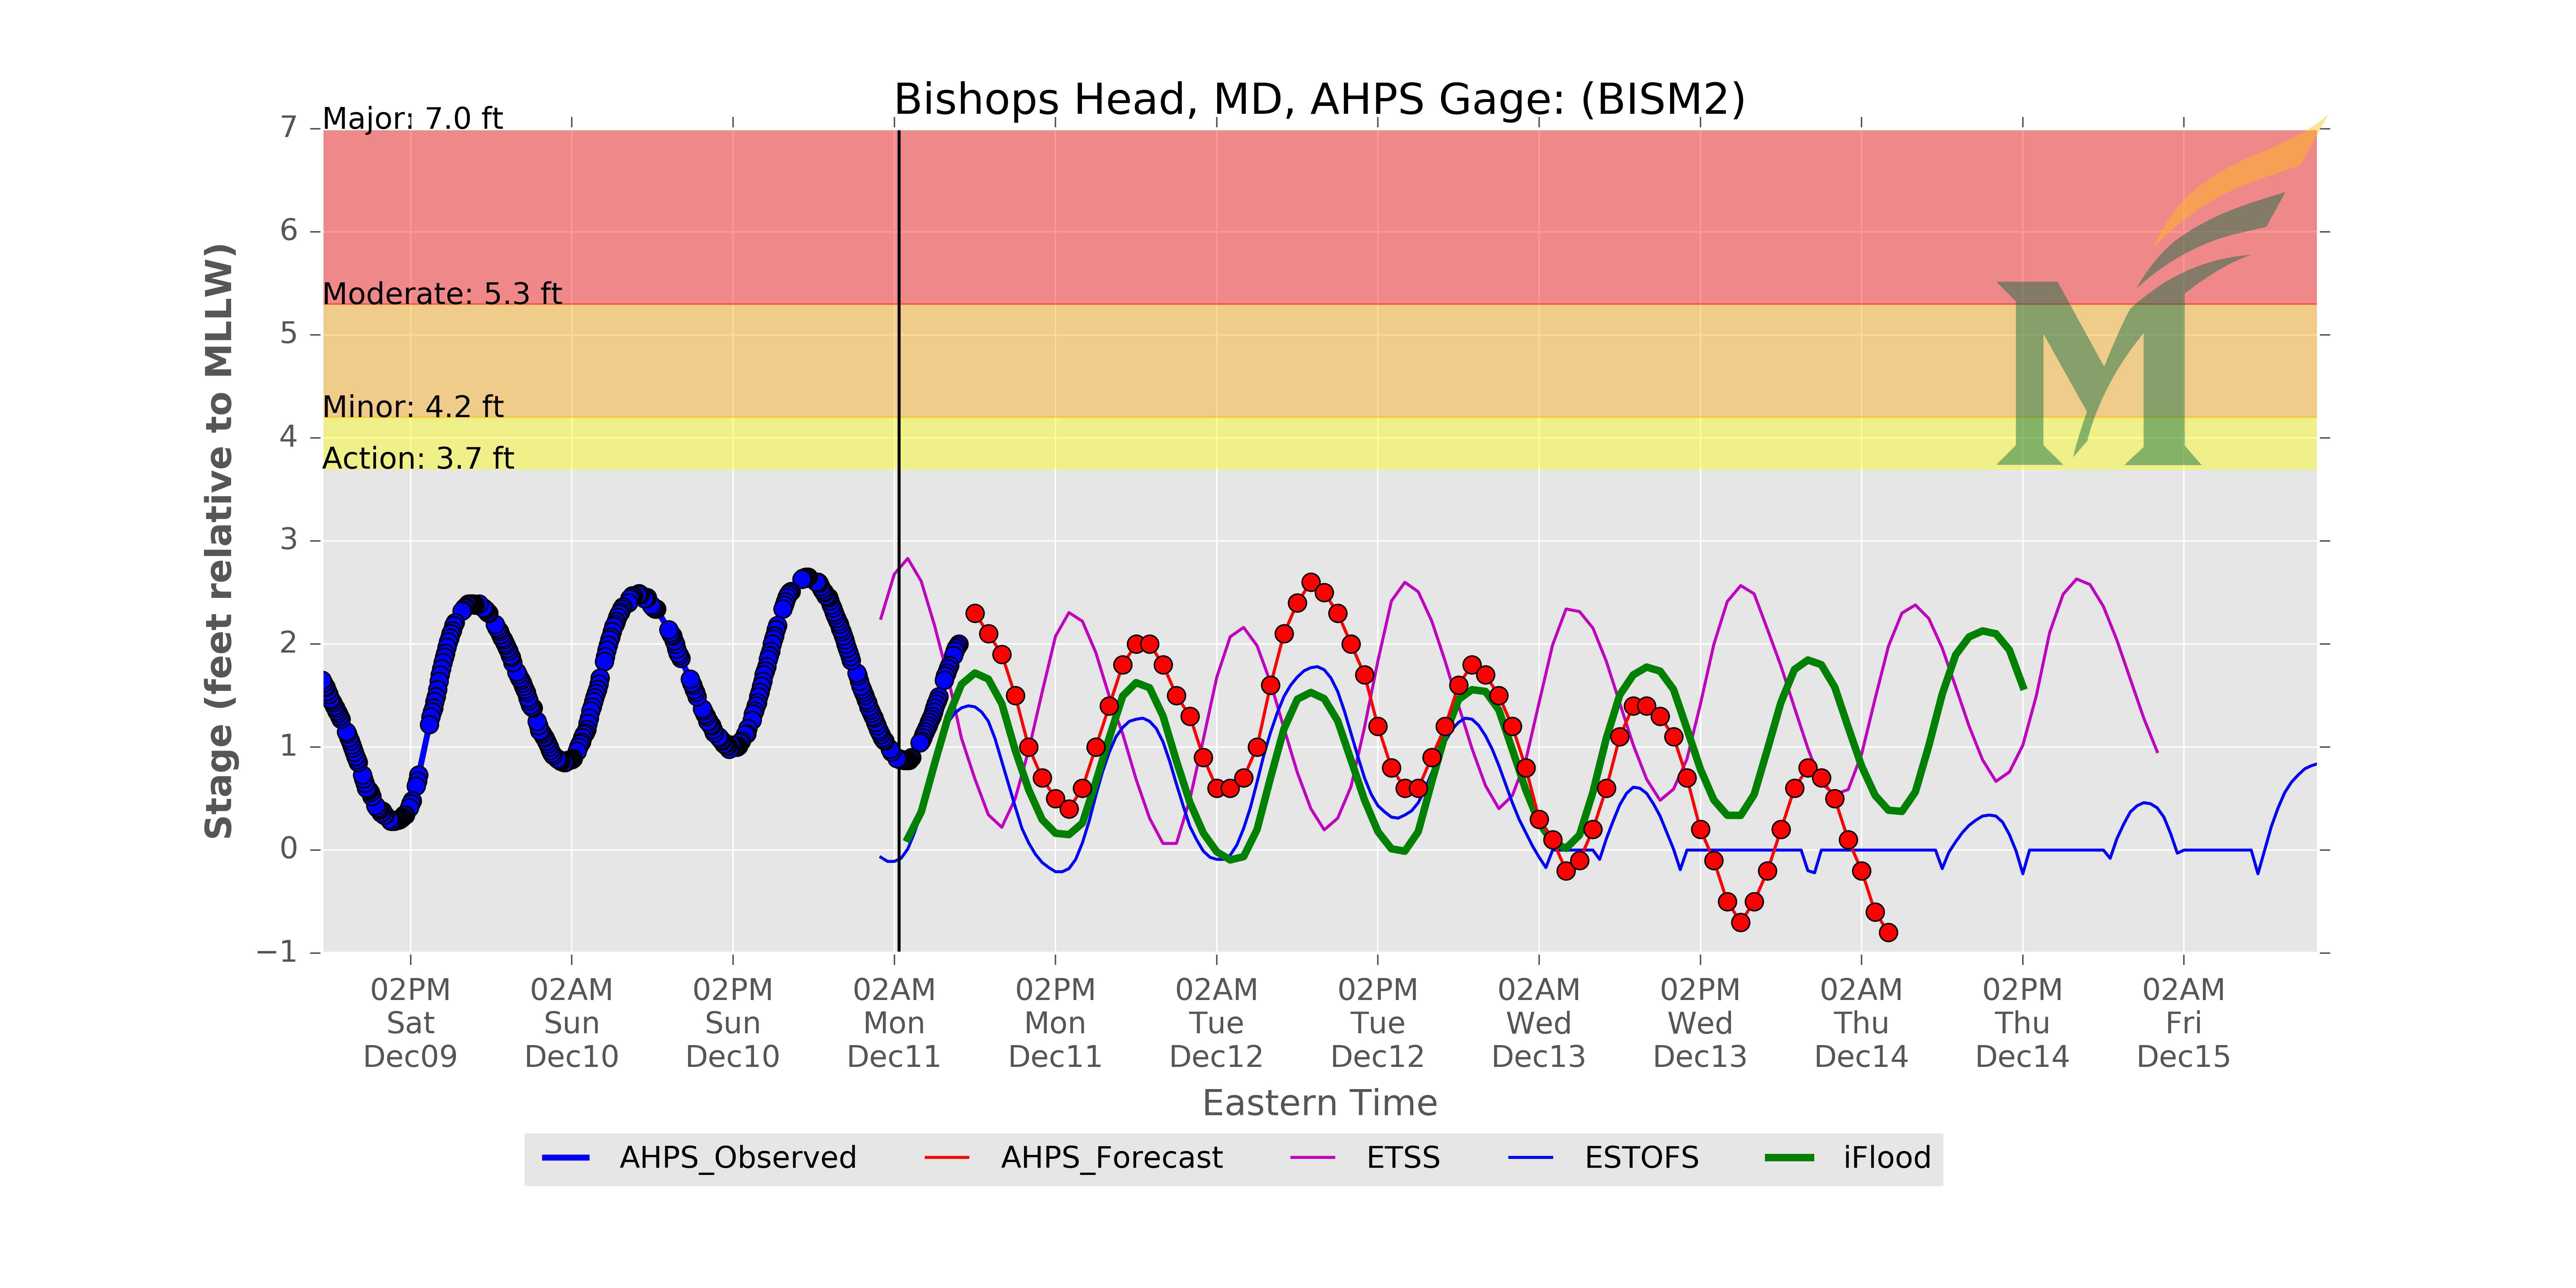 Bishops Head, MD, AHPS Gage: (BISM2)
Major: 7.0 ft
Moderate: 5.3 ft
Minor: 4.2 ft
Action: 3.7 ft
7
6
5
4
3
2
1
0
−1
Stage (feet relative to MLLW)
02PM 02AM 02PM 02AM 02PM 02AM 02PM 02AM 02PM 02AM 02PM 02AM
Sat Sun Sun Mon Mon Tue Tue Wed Wed Thu Thu Fri
Dec09 Dec10 Dec10 Dec11 Dec11 Dec12 Dec12 Dec13 Dec13 Dec14 Dec14 Dec15
Eastern Time
AHPS_Observed AHPS_Forecast ETSS ESTOFS iFlood